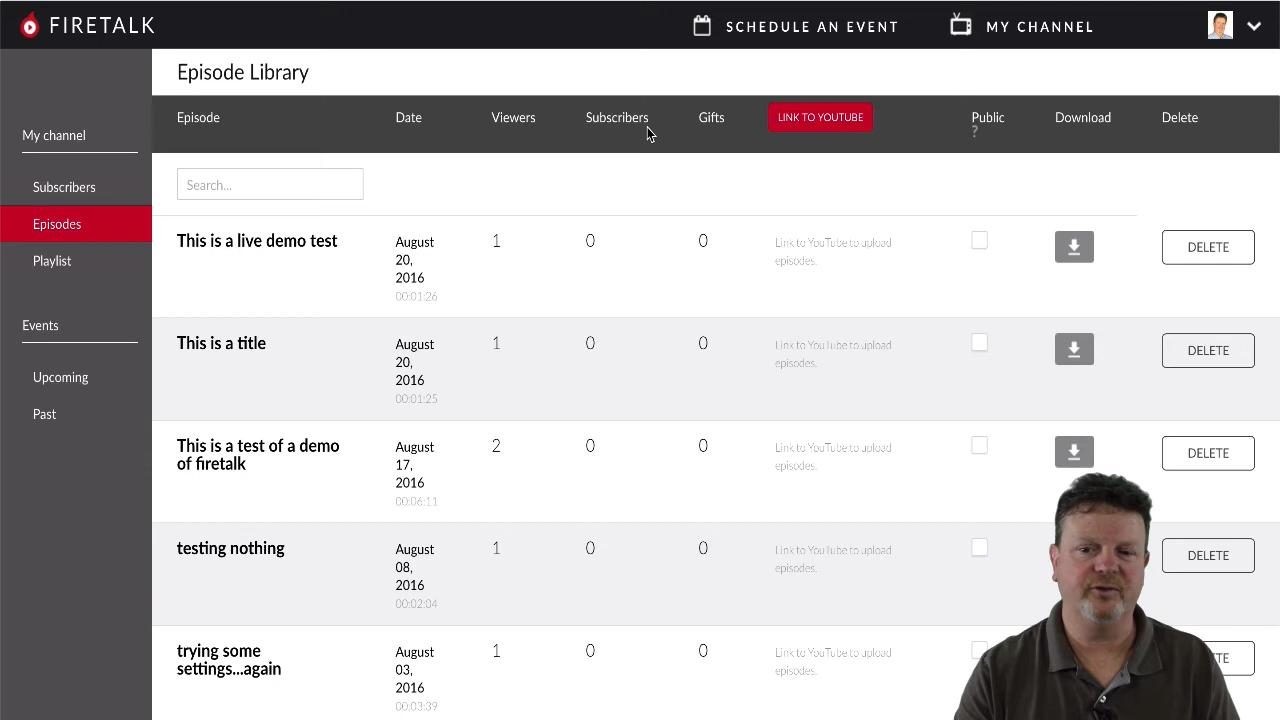 FIRETALK
SCHEDULE AN EVENT
MY CHANNEL
Episode Library
Episode
Date
Viewers
Subscribers
Gifts
LINK TO YOUTUBE
Public
?
Download
Delete
My channel
Subscribers
Episodes
Playlist
Events
Upcoming
Past
Search...
This is a live demo test
August
20,
2016
00:01:26
1
0
0
Link to YouTube to upload
episodes.
DELETE
This is a title
August
20,
2016
00:01:25
1
0
0
Link to YouTube to upload
episodes.
DELETE
This is a test of a demo
of firetalk
August
17,
2016
00:06:11
2
0
0
Link to YouTube to upload
episodes.
DELETE
testing nothing
August
08,
2016
00:02:04
1
0
0
Link to YouTube to upload
episodes.
DELETE
trying some
settings...again
August
03,
2016
00:03:39
1
0
0
Link to YouTube to upload
episodes.
TE